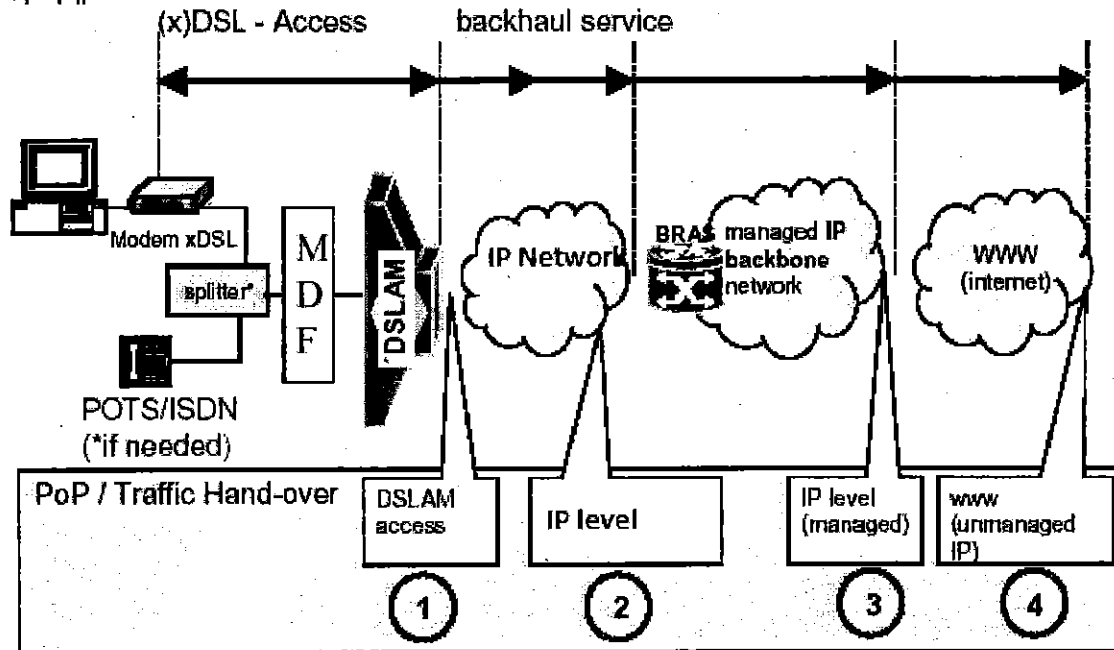 (x)DSL - Access
backhaul service
Modem xDSL
splitter*
POTS/ISDN
(*if needed)
M
D
F
DSLAM
IP Network
BRAS
managed IP
backbone
network
WWW
(internet)
PoP / Traffic Hand-over
DSLAM
access
IP level
IP level
(managed)
www
(unmanaged
IP)
1
2
3
4